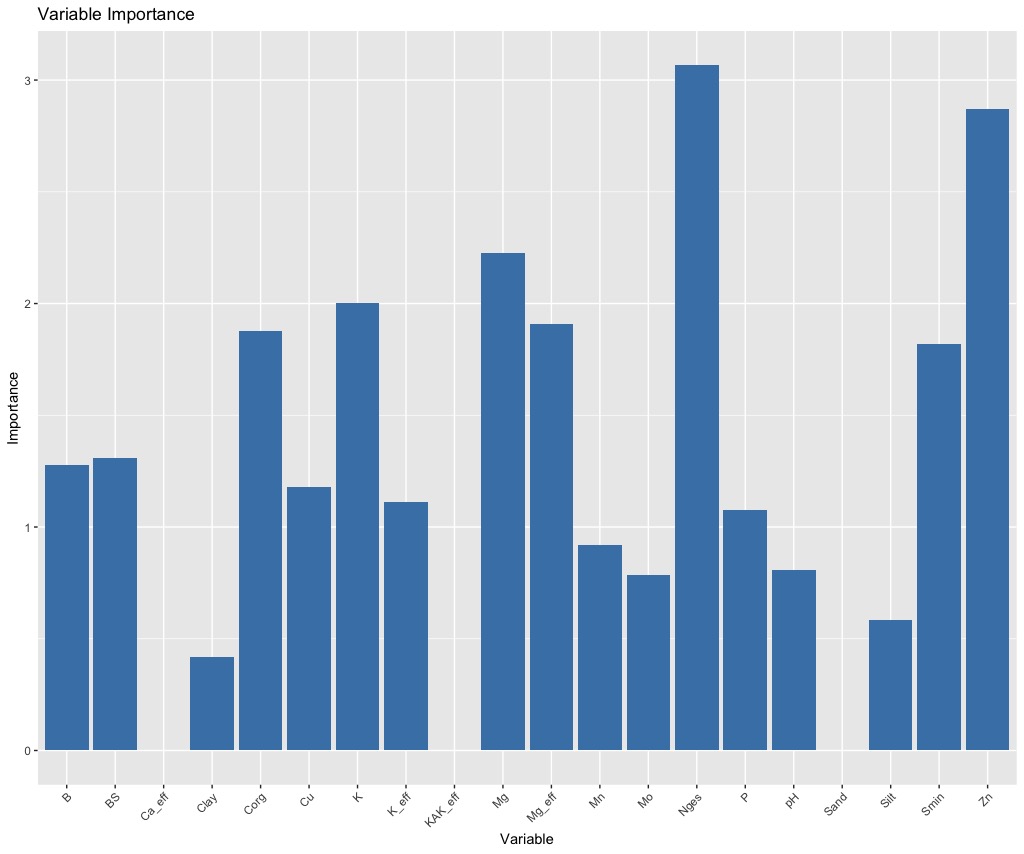 Variable Importance
3
2
1
0
Importance
B
BS
Ca_eff
Clay
Corg
Cu
K
K_eff
KAK_eff
Mg
Mg_eff
Mn
Mo
Nges
P
pH
Sand
Silt
Smin
Zn
Variable